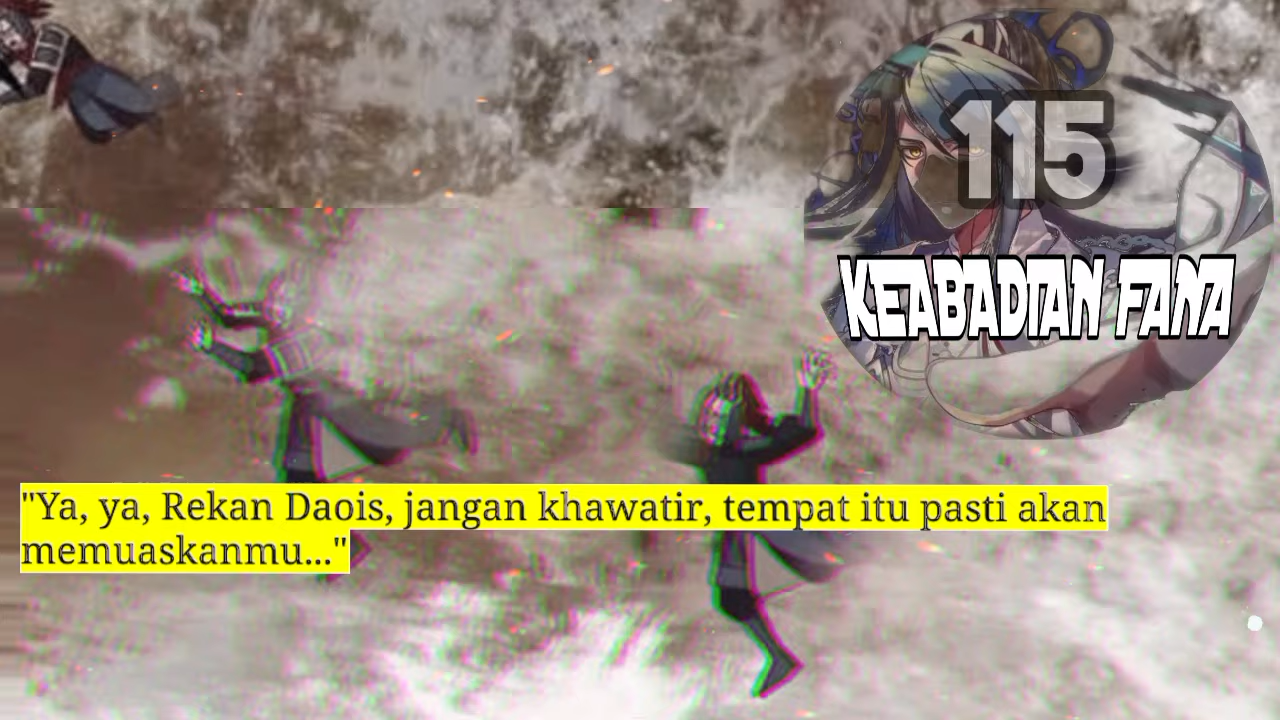 115
KEABADIAN FANA
"Ya, ya, Rekan Daois, jangan khawatir, tempat itu pasti akan
memuaskanmu..."